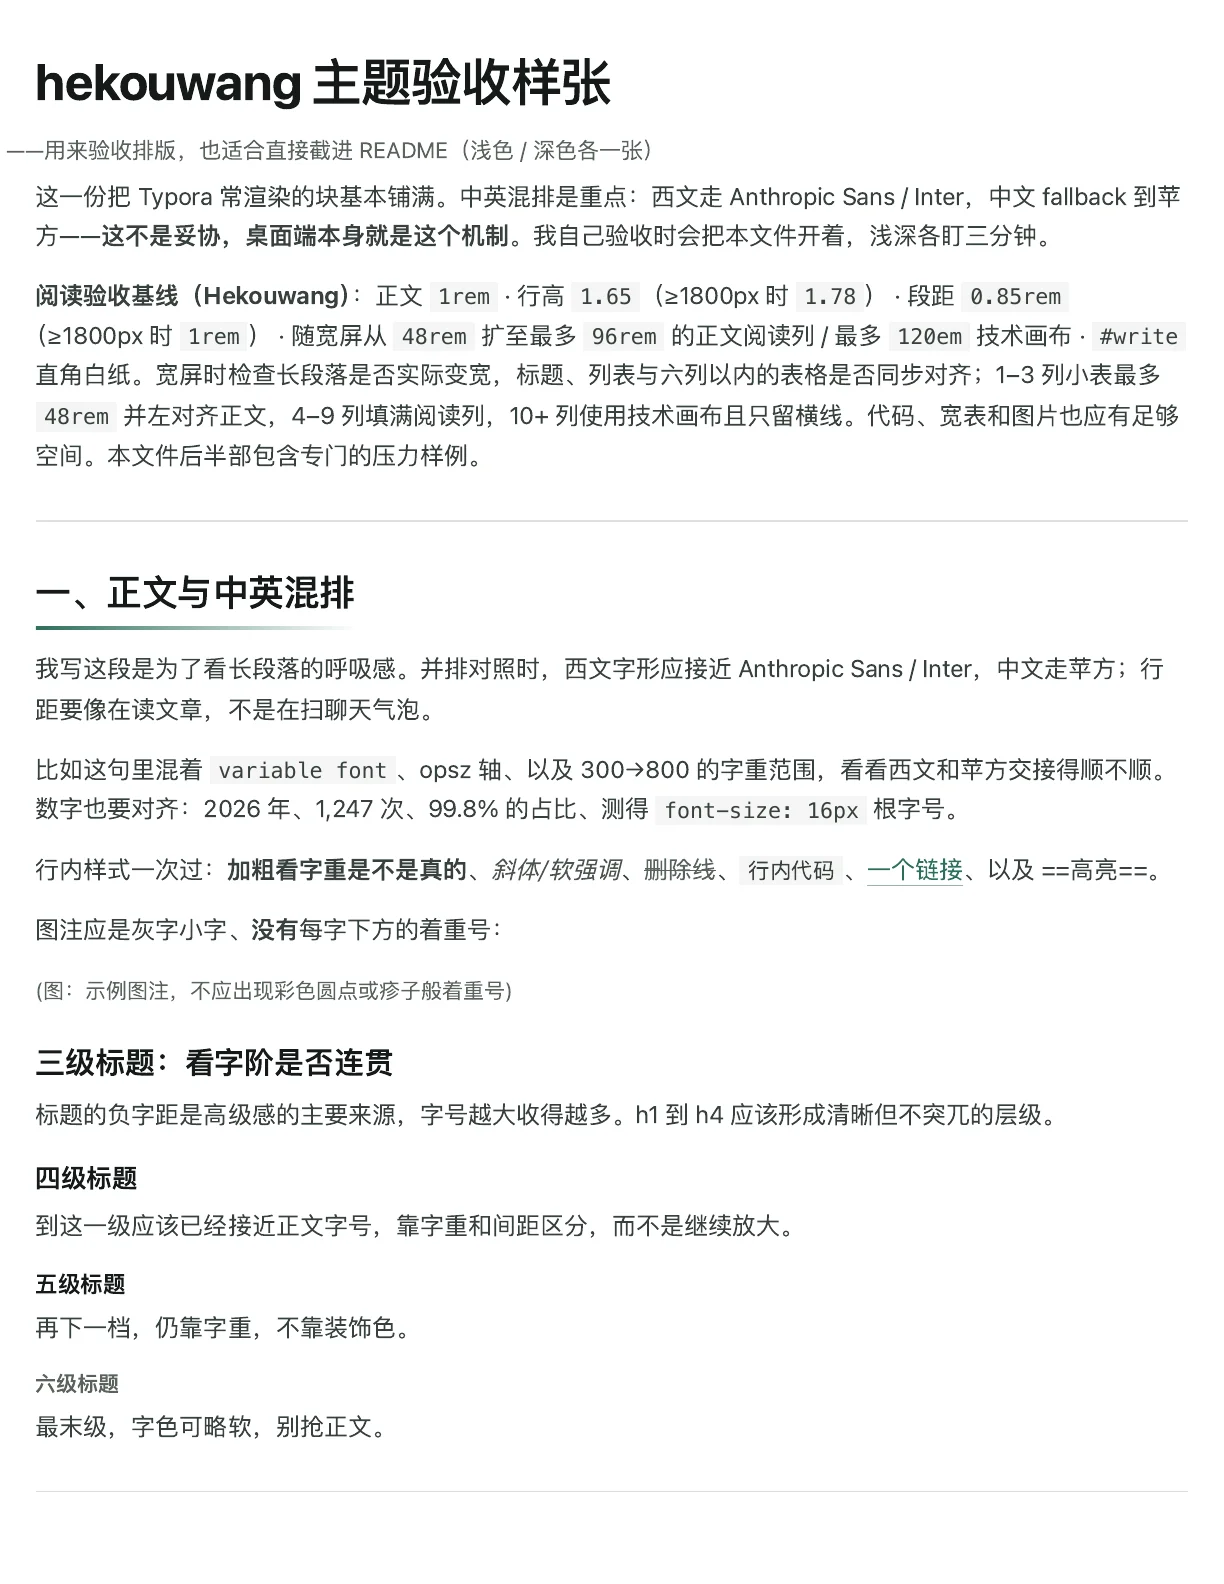 hekouwang 主题验收样张
——用来验收排版，也适合直接截进 README（浅色 / 深色各一张）
这一份把 Typora 常渲染的块基本铺满。中英混排是重点：西文走 Anthropic Sans / Inter，中文 fallback 到苹
方——这不是妥协，桌面端本身就是这个机制。我自己验收时会把本文件开着，浅深各盯三分钟。
阅读验收基线（Hekouwang）：正文 1rem · 行高 1.65（≥1800px 时 1.78） · 段距 0.85rem
（≥1800px 时 1rem） · 随宽屏从 48rem 扩至最多 96rem 的正文阅读列 / 最多 120em 技术画布 · #write
直角白纸。宽屏时检查长段落是否实际变宽，标题、列表与六列以内的表格是否同步对齐；1–3 列小表最多
48rem 并左对齐正文，4–9 列填满阅读列，10+ 列使用技术画布且只留横线。代码、宽表和图片也应有足够
空间。本文件后半部包含专门的压力样例。
一、正文与中英混排
我写这段是为了看长段落的呼吸感。并排对照时，西文字形应接近 Anthropic Sans / Inter，中文走苹方；行
距要像在读文章，不是在扫聊天气泡。
比如这句里混着 variable font、opsz 轴、以及 300→800 的字重范围，看看西文和苹方交接得顺不顺。
数字也要对齐：2026 年、1,247 次、99.8% 的占比、测得 font-size: 16px 根字号。
行内样式一次过：加粗看字重是不是真的、斜体/软强调、删除线、行内代码、一个链接、以及 ==高亮==。
图注应是灰字小字、没有每字下方的着重号：
(图：示例图注，不应出现彩色圆点或疹子般着重号)
三级标题：看字阶是否连贯
标题的负字距是高级感的主要来源，字号越大收得越多。h1 到 h4 应该形成清晰但不突兀的层级。
四级标题
到这一级应该已经接近正文字号，靠字重和间距区分，而不是继续放大。
五级标题
再下一档，仍靠字重，不靠装饰色。
六级标题
最末级，字色可略软，别抢正文。